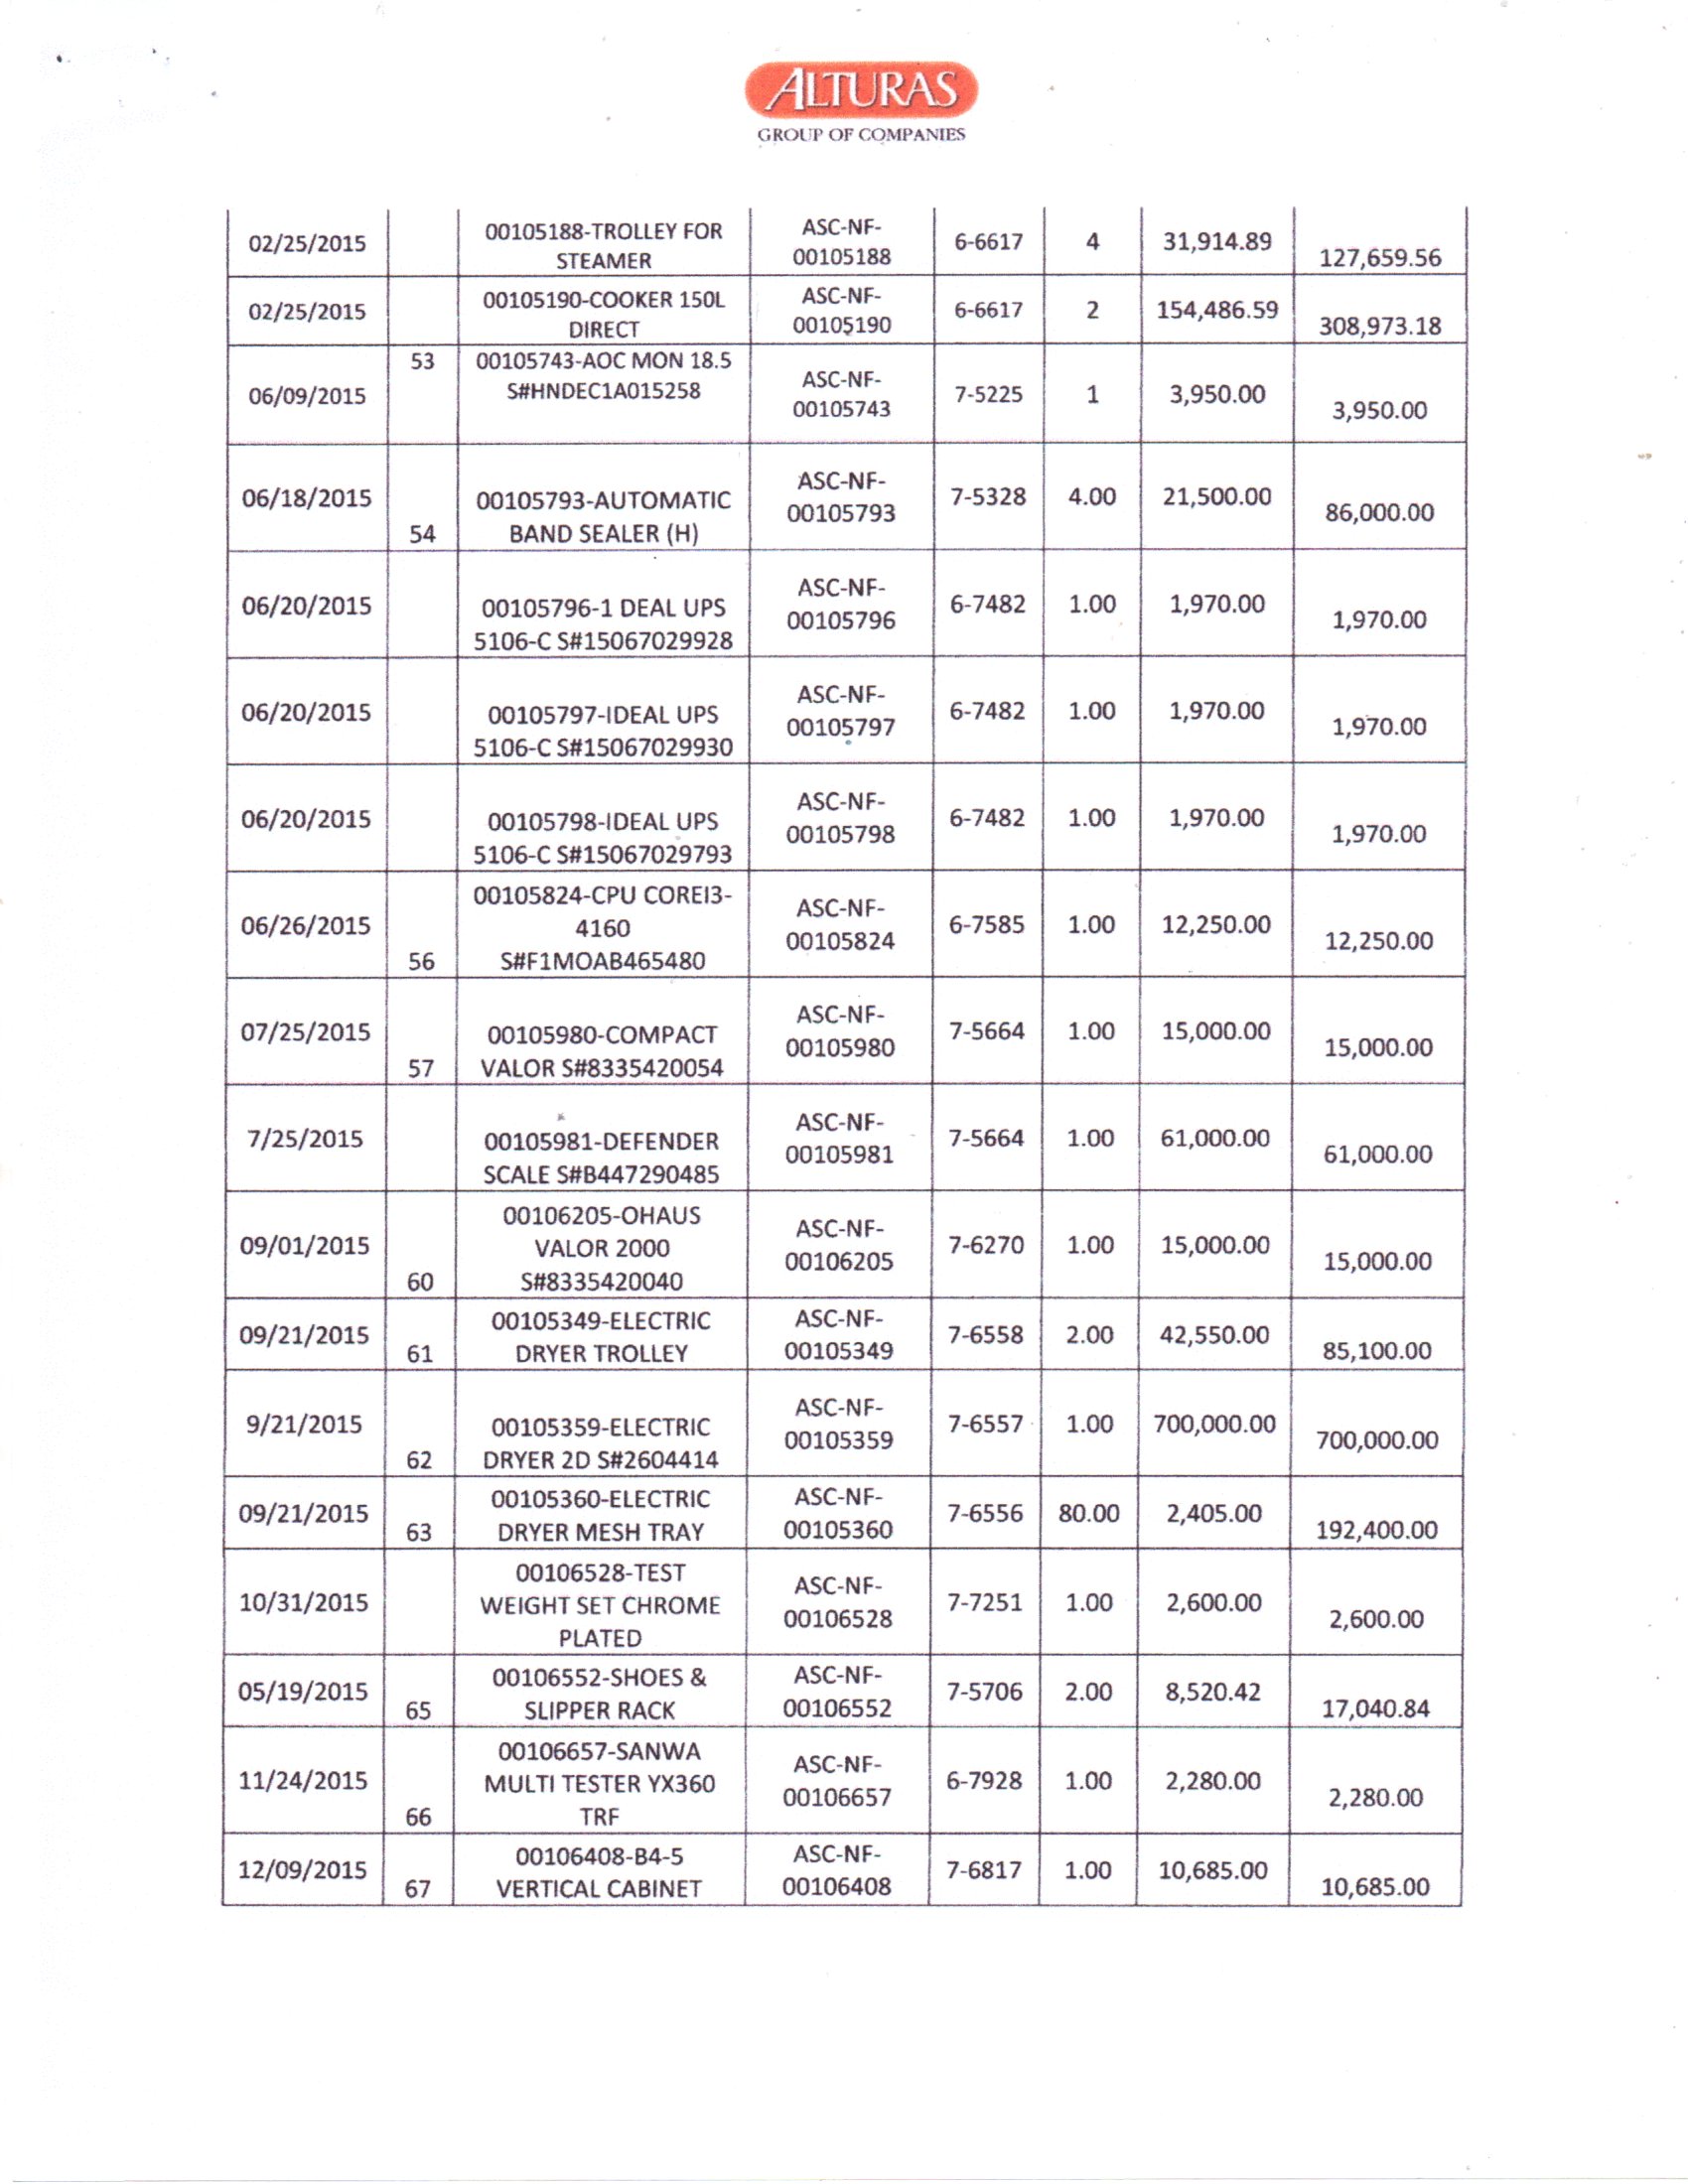 ALTURAS
GROUP OF COMPANIES
02/25/2015 00105188-TROLLEY FOR STEAMER ASC-NF-00105188 6-6617 4 31,914.89 127,659.56
02/25/2015 00105190-COOKER 150L DIRECT ASC-NF-00105190 6-6617 2 154,486.59 308,973.18
06/09/2015 53 00105743-AOC MON 18.5 S#HNDEC1A015258 ASC-NF-00105743 7-5225 1 3,950.00 3,950.00
06/18/2015 54 00105793-AUTOMATIC BAND SEALER (H) ASC-NF-00105793 7-5328 4.00 21,500.00 86,000.00
06/20/2015 00105796-1 DEAL UPS 5106-C S#15067029928 ASC-NF-00105796 6-7482 1.00 1,970.00 1,970.00
06/20/2015 00105797-IDEAL UPS 5106-C S#15067029930 ASC-NF-00105797 6-7482 1.00 1,970.00 1,970.00
06/20/2015 00105798-IDEAL UPS 5106-C S#15067029793 ASC-NF-00105798 6-7482 1.00 1,970.00 1,970.00
06/26/2015 56 00105824-CPU COREI3-4160 S#F1MOAB465480 ASC-NF-00105824 6-7585 1.00 12,250.00 12,250.00
07/25/2015 57 00105980-COMPACT VALOR S#8335420054 ASC-NF-00105980 7-5664 1.00 15,000.00 15,000.00
7/25/2015 00105981-DEFENDER SCALE S#B447290485 ASC-NF-00105981 7-5664 1.00 61,000.00 61,000.00
09/01/2015 60 00106205-OHAUS VALOR 2000 S#8335420040 ASC-NF-00106205 7-6270 1.00 15,000.00 15,000.00
09/21/2015 61 00105349-ELECTRIC DRYER TROLLEY ASC-NF-00105349 7-6558 2.00 42,550.00 85,100.00
9/21/2015 62 00105359-ELECTRIC DRYER 2D S#2604414 ASC-NF-00105359 7-6557 1.00 700,000.00 700,000.00
09/21/2015 63 00105360-ELECTRIC DRYER MESH TRAY ASC-NF-00105360 7-6556 80.00 2,405.00 192,400.00
10/31/2015 00106528-TEST WEIGHT SET CHROME PLATED ASC-NF-00106528 7-7251 1.00 2,600.00 2,600.00
05/19/2015 65 00106552-SHOES & SLIPPER RACK ASC-NF-00106552 7-5706 2.00 8,520.42 17,040.84
11/24/2015 66 00106657-SANWA MULTI TESTER YX360 TRF ASC-NF-00106657 6-7928 1.00 2,280.00 2,280.00
12/09/2015 67 00106408-B4-5 VERTICAL CABINET ASC-NF-00106408 7-6817 1.00 10,685.00 10,685.00